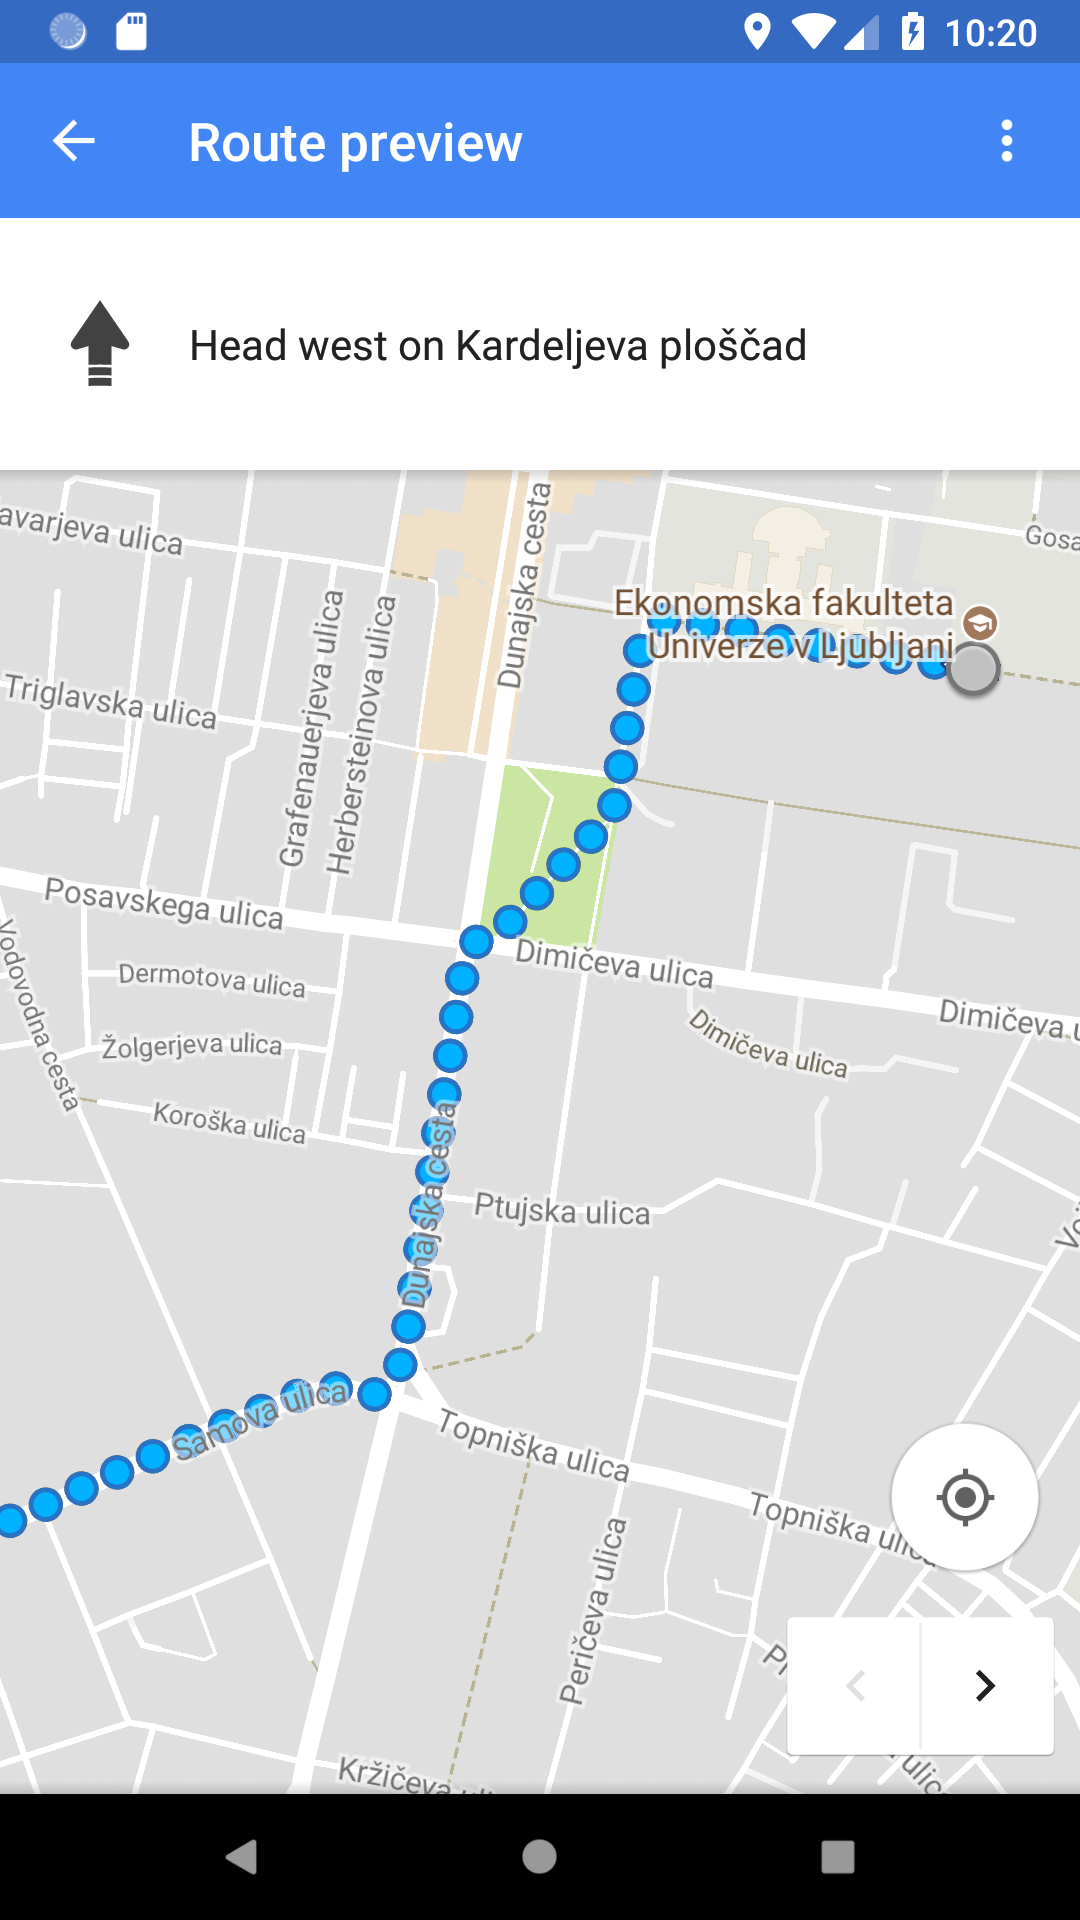 10:20
Route preview
Head west on Kardeljeva ploščad
avarjeva ulica
Dunajska cesta
Gosa
Ekonomska fakulteta
Univerze v Ljubljani
Grafenauerjeva ulica
Herbersteinova ulica
Triglavska ulica
Posavskega ulica
Vodovodna cesta
Dimičeva ulica
Dermotova ulica
Dimičeva u
Dimičeva ulica
Žolgerjeva ulica
Koroška ulica
Dunajska cesta
Ptujska ulica
Samova ulica
Topniška ulica
Topniška ulica
Peričeva ulica
Kržičeva
ulic